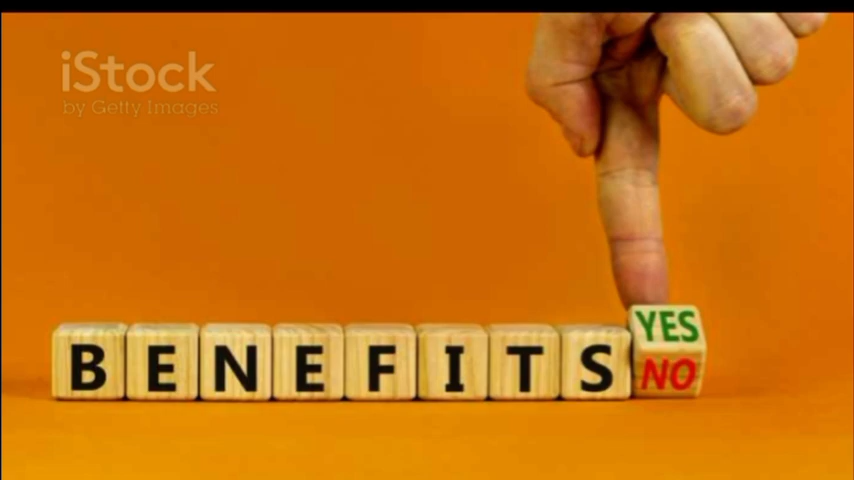 iStock
by Getty Images
BENEFITS
YES
NO